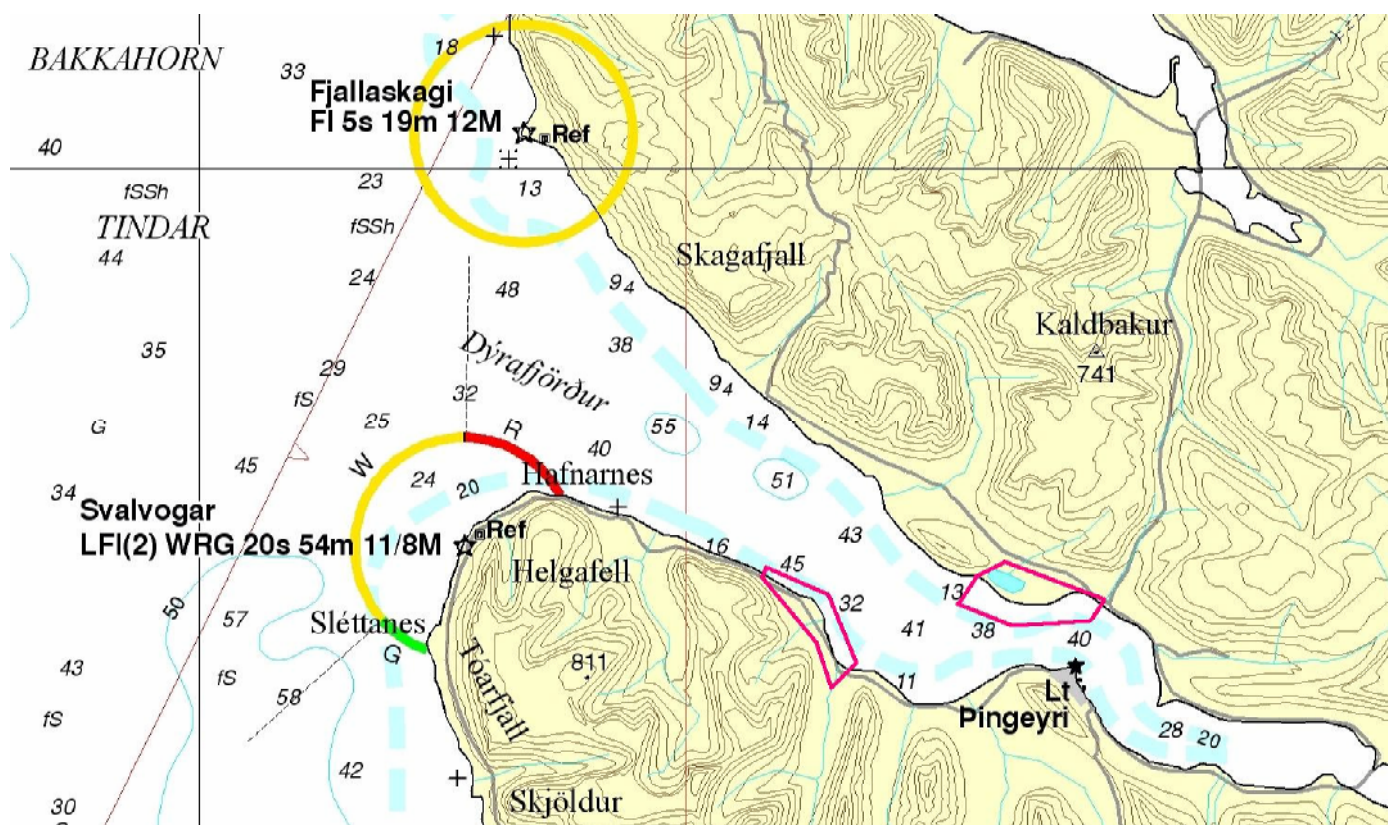 BAKKAHORN
18
33
Fjallaskagi
Fl 5s 19m 12M
Ref
40
fSSh
23
13
TINDAR
fSSh
44
24
48
9₄
Skagafjall
Kaldbakur
741
35
29
38
Dýrafjörður
9₄
fS
32
14
G
25
R
40
55
W
45
24
20
Hafnarnes
51
34
Svalvogar
LFl(2) WRG 20s 54m 11/8M
Ref
43
16
Helgafell
45
13
50
57
Sléttanes
32
41
38
40
43
fS
G
Tóarfjall
811
11
Lt
Þingeyri
58
fS
28
20
42
Skjöldur
30